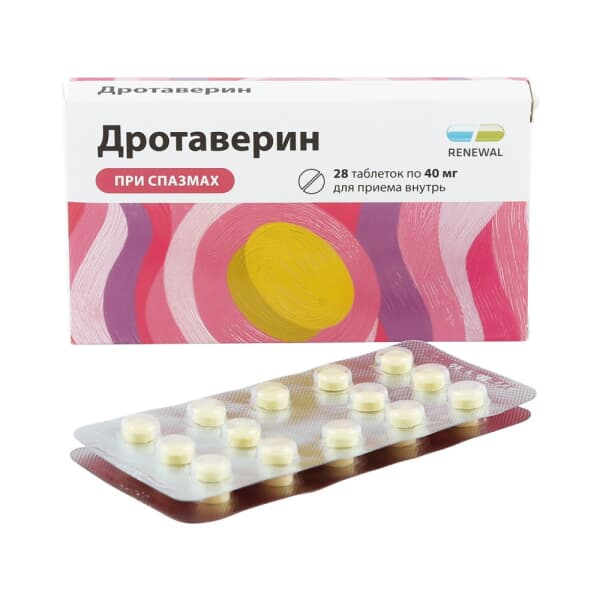 Дротаверин
Дротаверин
ПРИ СПАЗМАХ
28 таблеток по 40 мг
для приема внутрь
RENEWAL